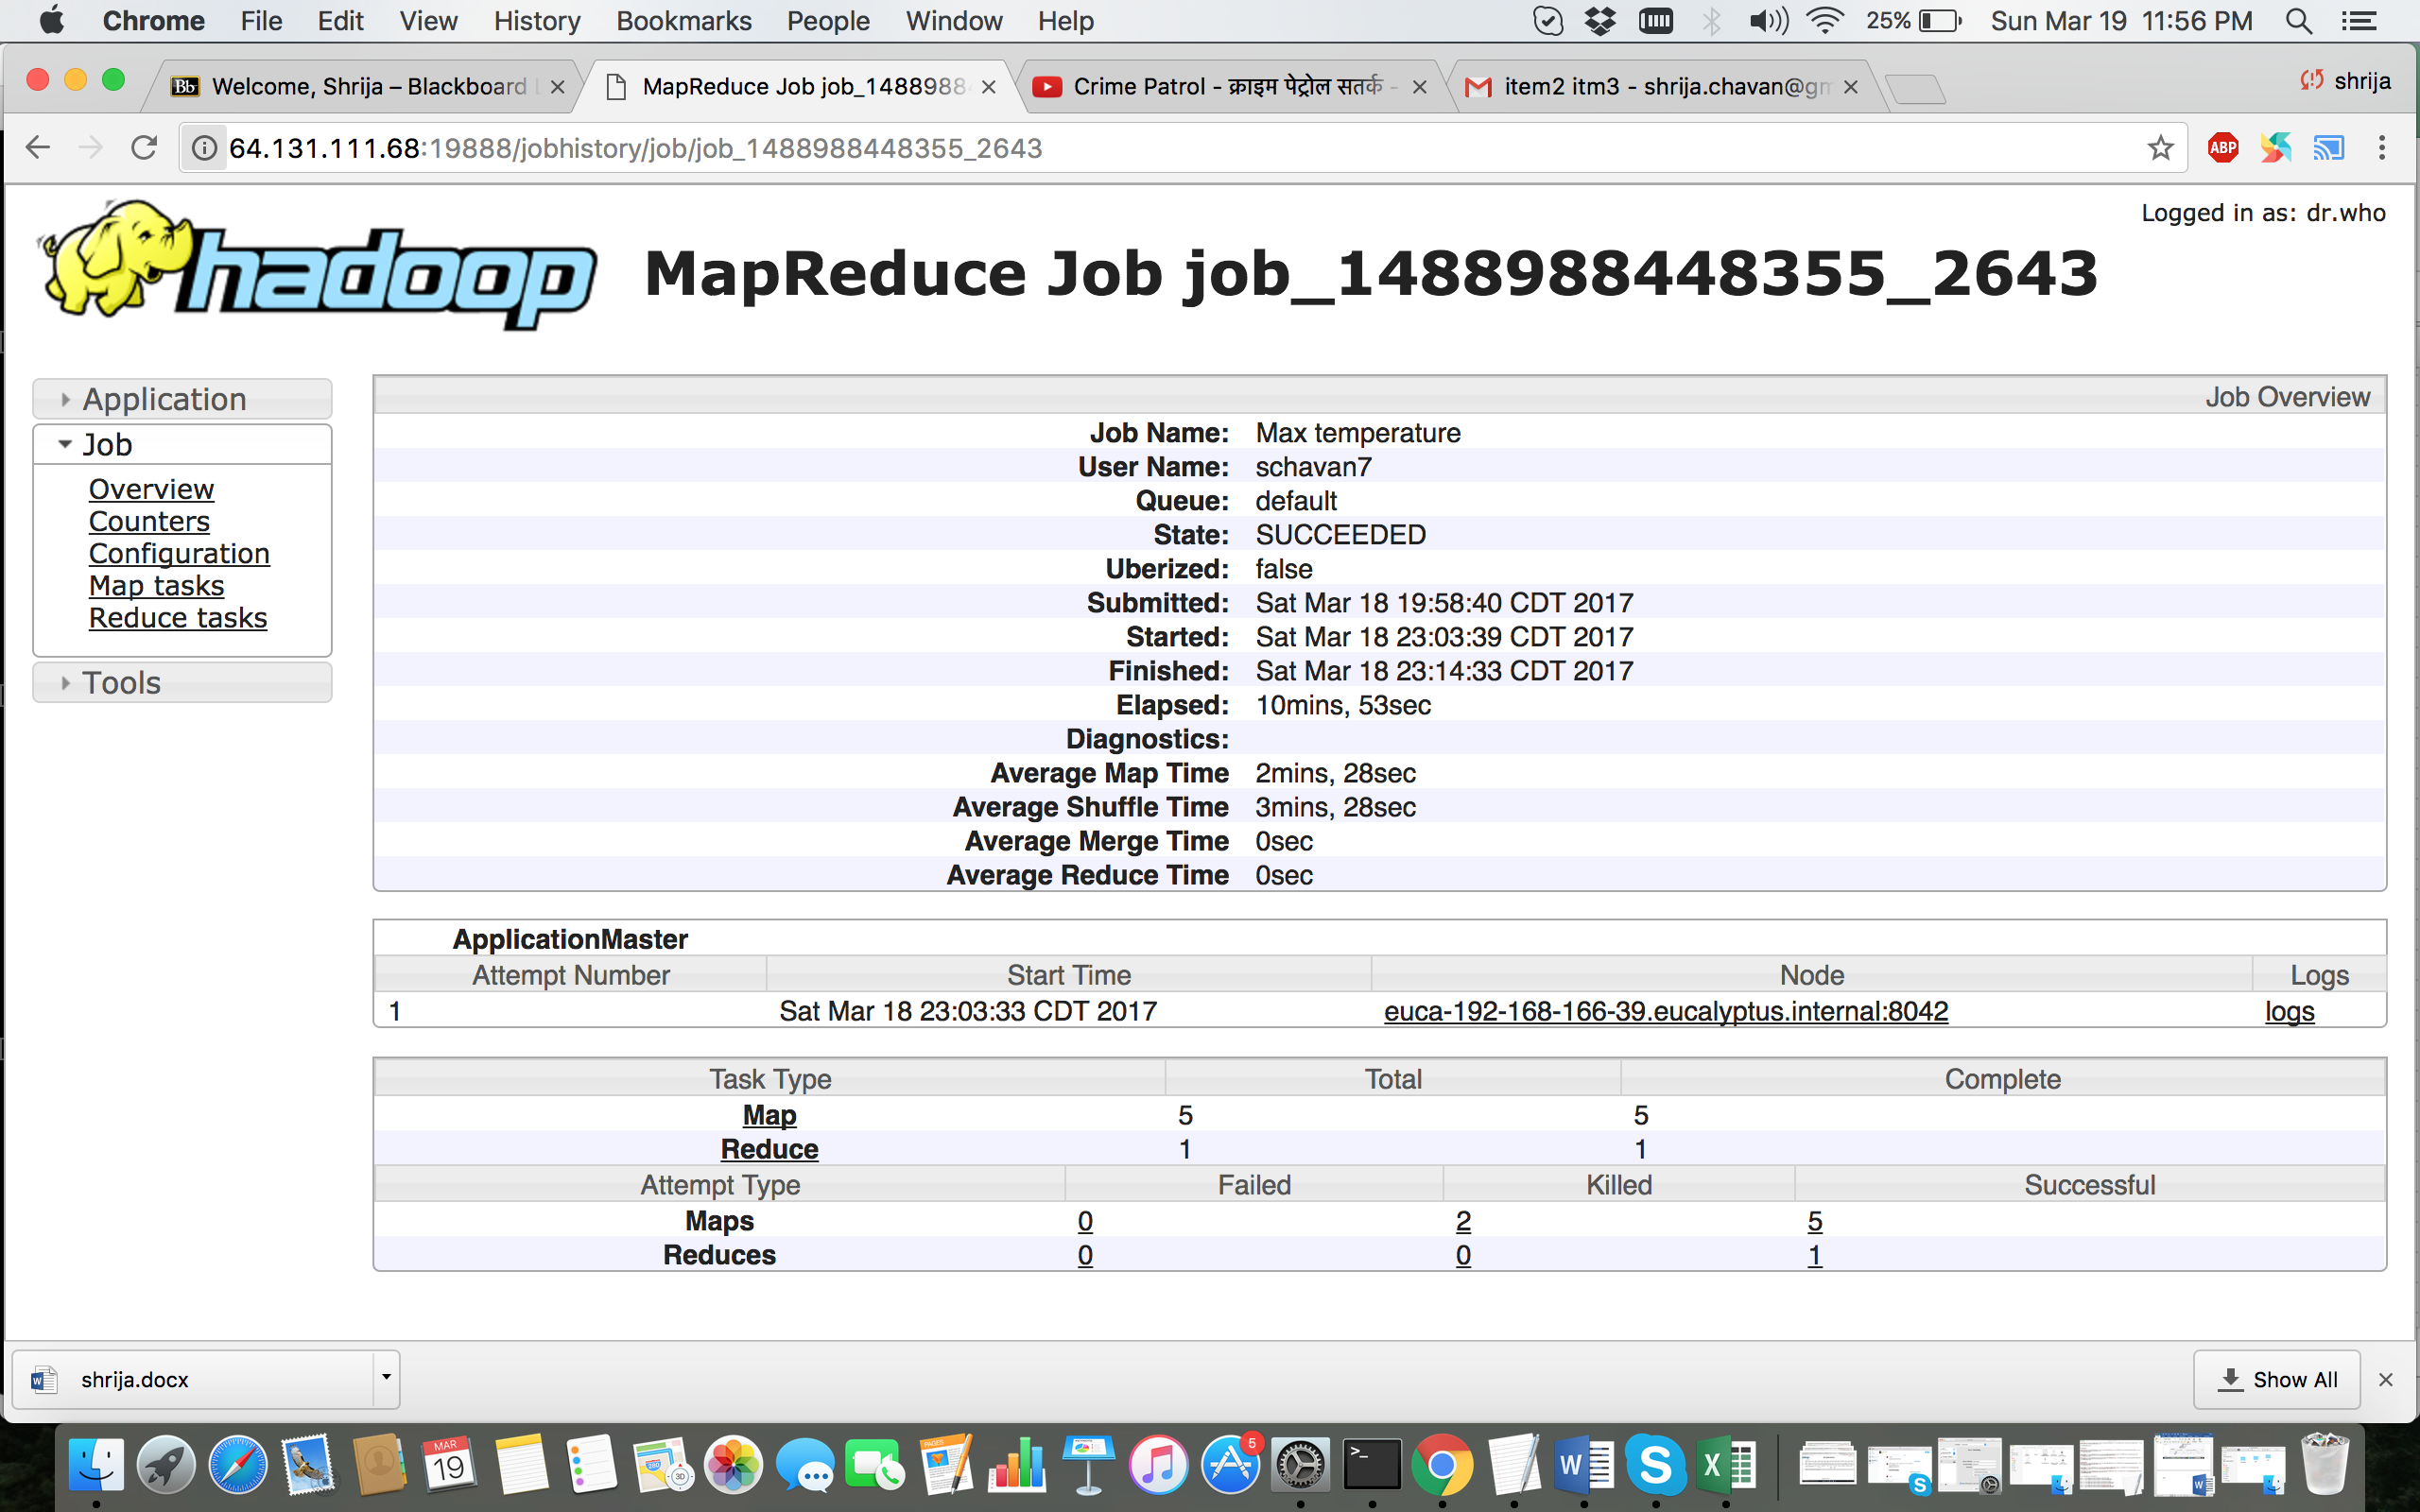 Chrome File Edit View History Bookmarks People Window Help 25% Sun Mar 19 11:56 PM
Bb Welcome, Shrija – Blackboard L MapReduce Job job_1488988 Crime Patrol - क्राइम पेट्रोल सतर्क - item2 itm3 - shrija.chavan@gm shrija
64.131.111.68:19888/jobhistory/job/job_1488988448355_2643 ABP
Logged in as: dr.who
hadoop MapReduce Job job_1488988448355_2643
Application
Job
Overview
Counters
Configuration
Map tasks
Reduce tasks
Tools
Job Overview
Job Name: Max temperature
User Name: schavan7
Queue: default
State: SUCCEEDED
Uberized: false
Submitted: Sat Mar 18 19:58:40 CDT 2017
Started: Sat Mar 18 23:03:39 CDT 2017
Finished: Sat Mar 18 23:14:33 CDT 2017
Elapsed: 10mins, 53sec
Diagnostics:
Average Map Time 2mins, 28sec
Average Shuffle Time 3mins, 28sec
Average Merge Time 0sec
Average Reduce Time 0sec
ApplicationMaster
Attempt Number Start Time Node Logs
1 Sat Mar 18 23:03:33 CDT 2017 euca-192-168-166-39.eucalyptus.internal:8042 logs
Task Type Total Complete
Map 5 5
Reduce 1 1
Attempt Type Failed Killed Successful
Maps 0 2 5
Reduces 0 0 1
shrija.docx Show All
MAR 19 PAGES 3D 5 >_ W S X